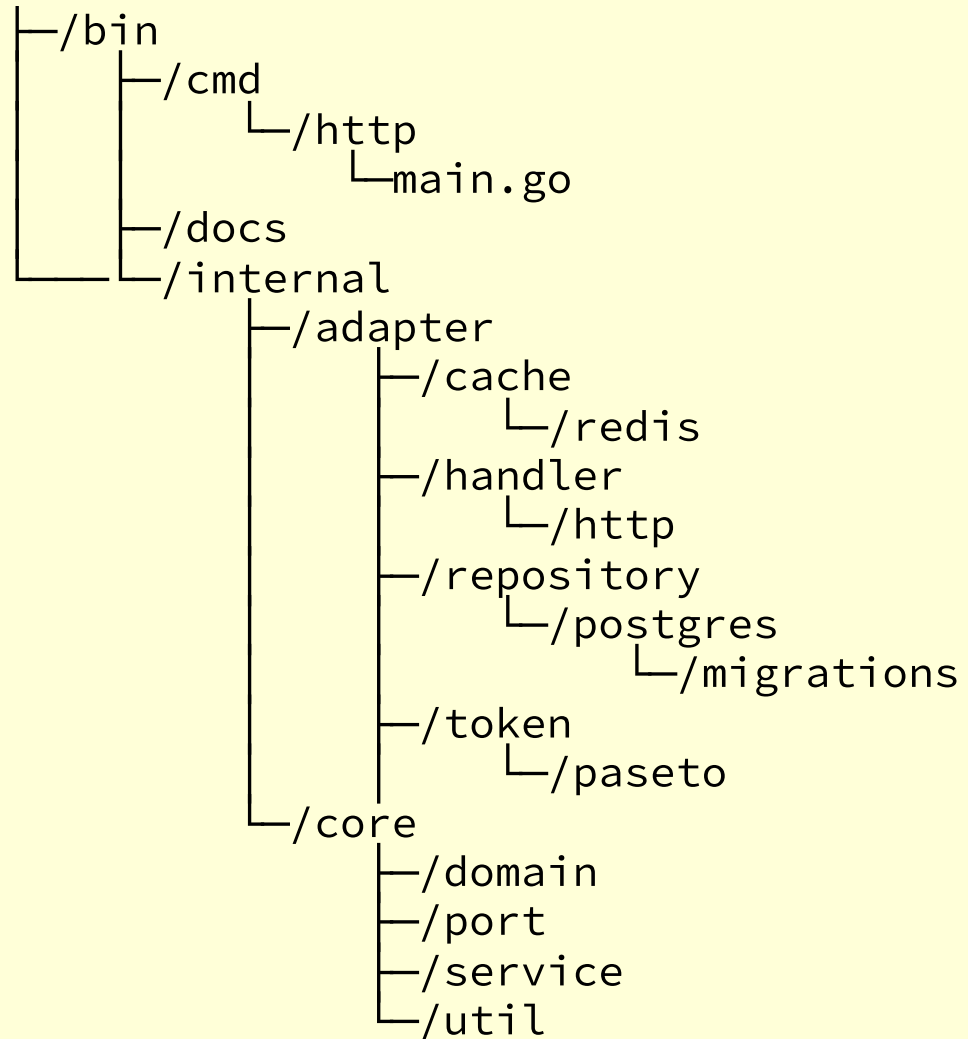 ├─/bin
│   ├─/cmd
│   │    └─/http
│   │        └─main.go
│   ├─/docs
└───└─/internal
         ├─/adapter
         │    ├─/cache
         │    │    └─/redis
         │    ├─/handler
         │    │    └─/http
         │    ├─/repository
         │    │    └─/postgres
         │    │         └─/migrations
         │    ├─/token
         │    │    └─/paseto
         └─/core
              ├─/domain
              ├─/port
              ├─/service
              └─/util